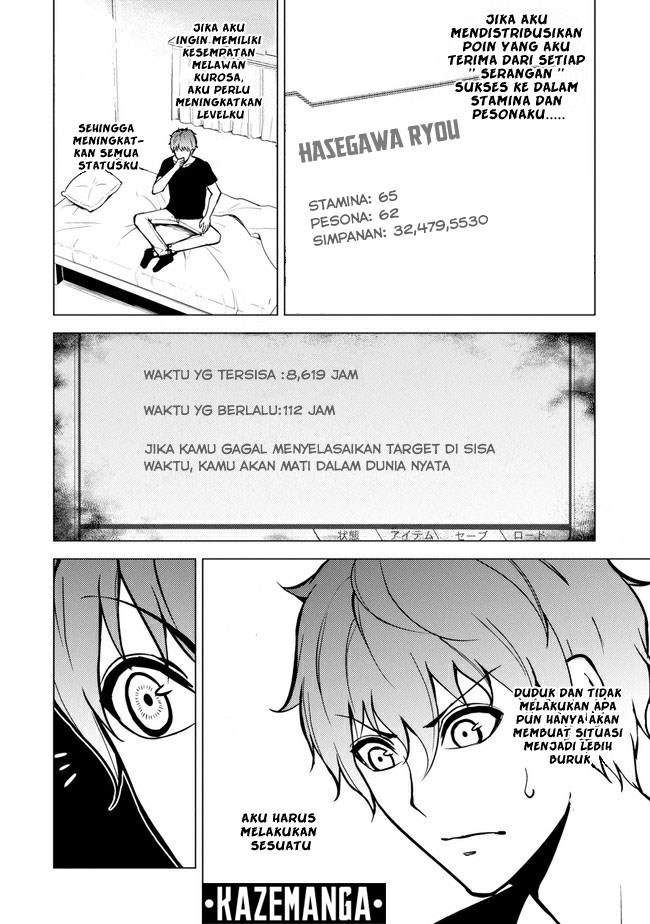 JIKA AKU
MENDISTRIBUSIKAN
POIN YANG AKU
TERIMA DARI SETIAP
" SERANGAN "
SUKSES KE DALAM
STAMINA DAN
PESONAKU.....
HASEGAWA RYOU
STAMINA: 65
PESONA: 62
SIMPANAN: 32,479,5530
JIKA AKU
INGIN MEMILIKI
KESEMPATAN
MELAWAN
KUROSA,
AKU PERLU
MENINGKATKAN
LEVELKU
SEHINGGA
MENINGKAT-
KAN SEMUA
STATUSKU
WAKTU YG TERSISA :8,619 JAM
WAKTU YG BERLALU:112 JAM
JIKA KAMU GAGAL MENYELASAIKAN TARGET DI SISA
WAKTU, KAMU AKAN MATI DALAM DUNIA NYATA
状態 アイテム セーブ ロード
DUDUK DAN TIDAK
MELAKUKAN APA
PUN HANYA AKAN
MEMBUAT SITUASI
MENJADI LEBIH
BURUK
AKU HARUS
MELAKUKAN
SESUATU
•KAZEMANGA•